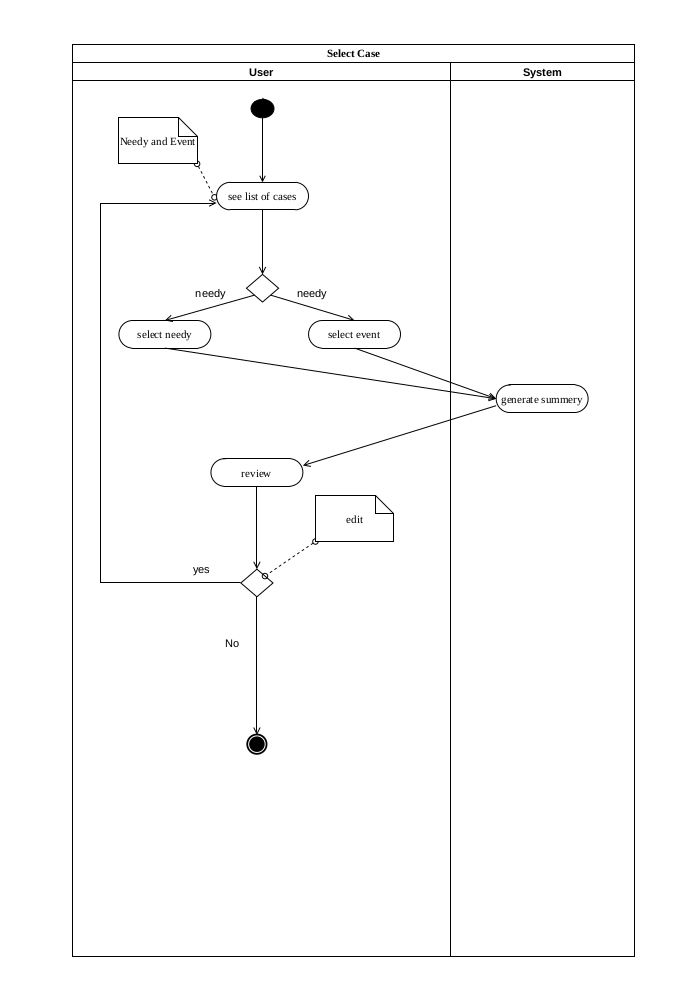 Select Case
User
System
Needy and Event
see list of cases
needy
needy
select needy
select event
generate summery
review
edit
yes
No